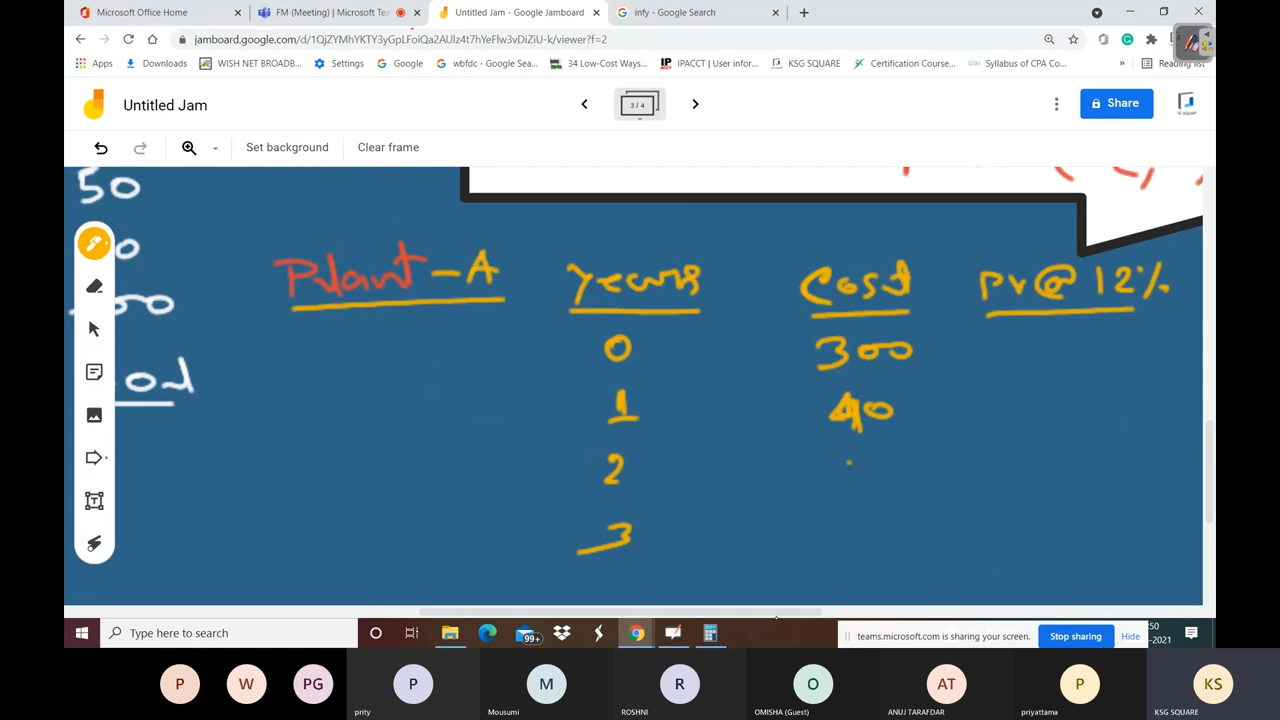 Microsoft Office Home
FM (Meeting) | Microsoft Tea
Untitled Jam - Google Jamboard
infy - Google Search
jamboard.google.com/d/1QjZYMhYKTY3yGpLFoiQa2AUlz4t7hYeFlw3vDiZiU-k/viewer?f=2
Apps
Downloads
WISH NET BROADB...
Settings
Google
wbfdc - Google Sea...
34 Low-Cost Ways...
IPACCT | User infor...
KSG SQUARE
Certification Course...
Syllabus of CPA Co...
Reading list
Untitled Jam
3 / 4
Share
Set background
Clear frame
50
Plant - A Years Cost PV@ 12%
0 300
1 40
2
3
Type here to search
99+
teams.microsoft.com is sharing your screen.
Stop sharing
Hide
50
-2021
P W PG P M R O AT P KS
prity Mousumi ROSHNI OMISHA (Guest) ANUJ TARAFDAR priyattama KSG SQUARE